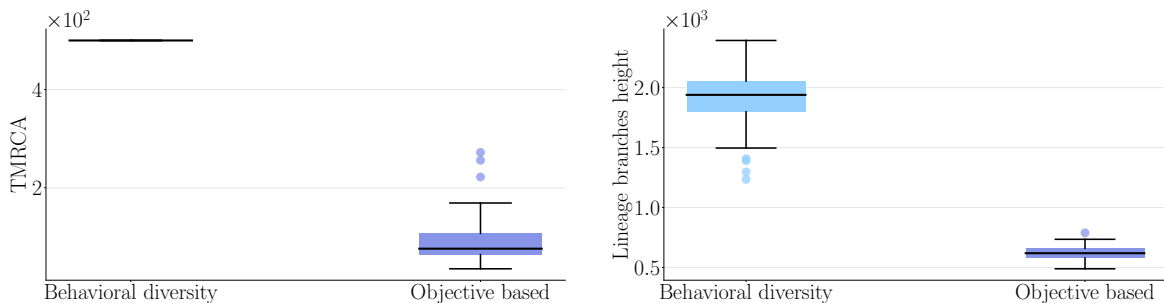 ×10²
TMRCA
4
2
Behavioral diversity
Objective based
×10³
Lineage branches height
2.0
1.5
1.0
0.5
Behavioral diversity
Objective based